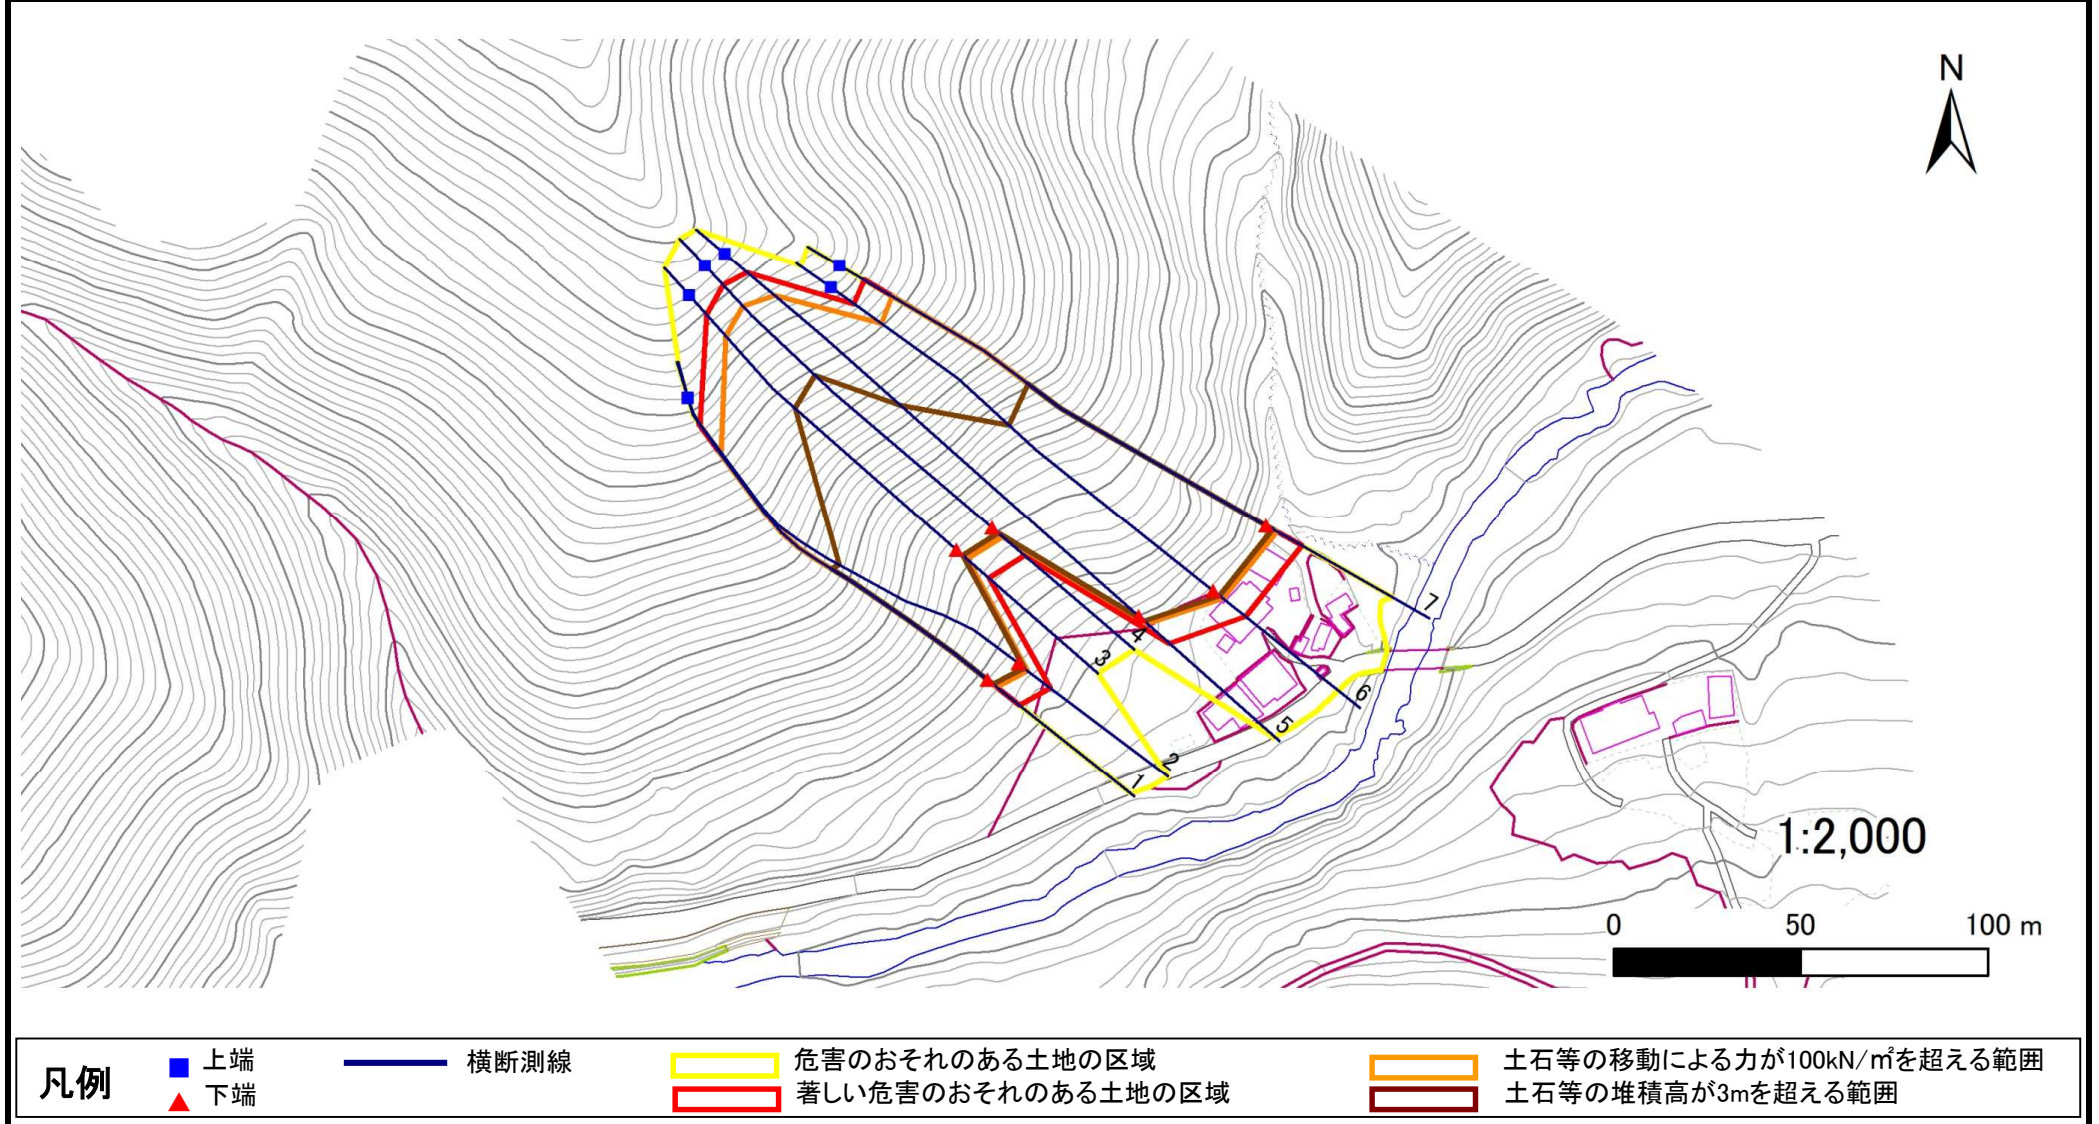 N
7
4
3
6
5
2
1
1:2,000
0 50 100 m
凡例
上端
下端
横断測線
危害のおそれのある土地の区域
著しい危害のおそれのある土地の区域
土石等の移動による力が100kN/㎡を超える範囲
土石等の堆積高が3mを超える範囲